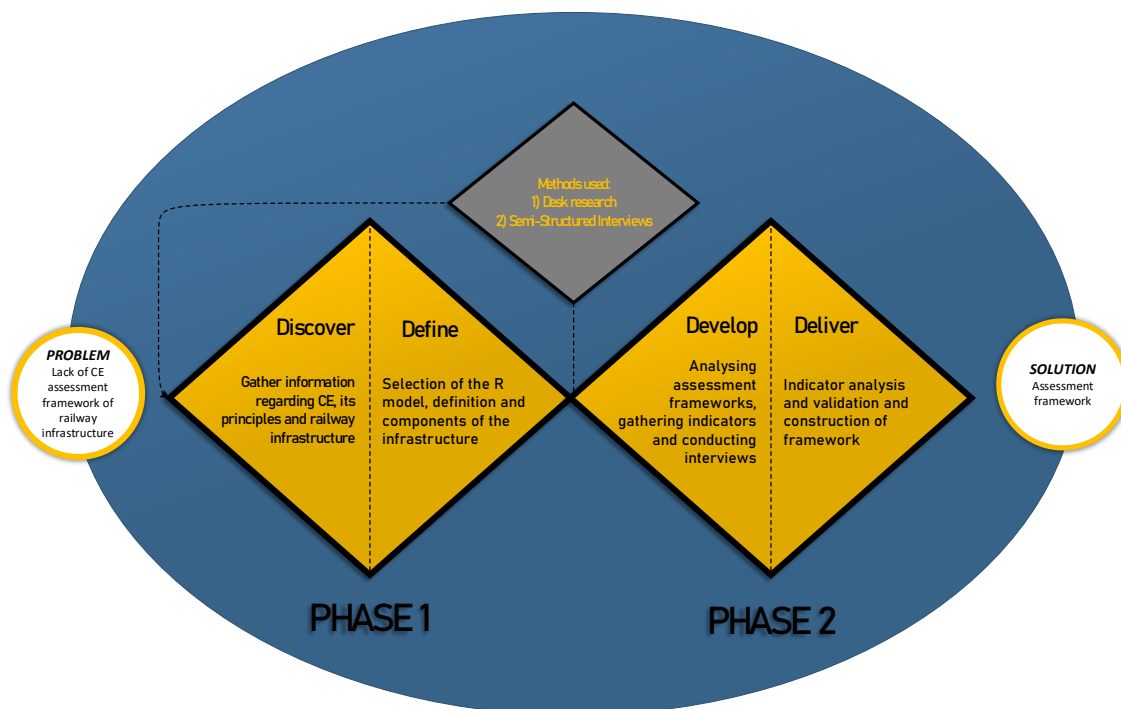 Methods used:
1) Desk research
2) Semi-Structured Interviews
PROBLEM
Lack of CE
assessment
framework of
railway
infrastructure
Discover
Gather information
regarding CE, its
principles and railway
infrastructure
Define
Selection of the R
model, definition and
components of the
infrastructure
Develop
Analysing
assessment
frameworks,
gathering indicators
and conducting
interviews
Deliver
Indicator analysis
and validation and
construction of
framework
SOLUTION
Assessment
framework
PHASE 1
PHASE 2